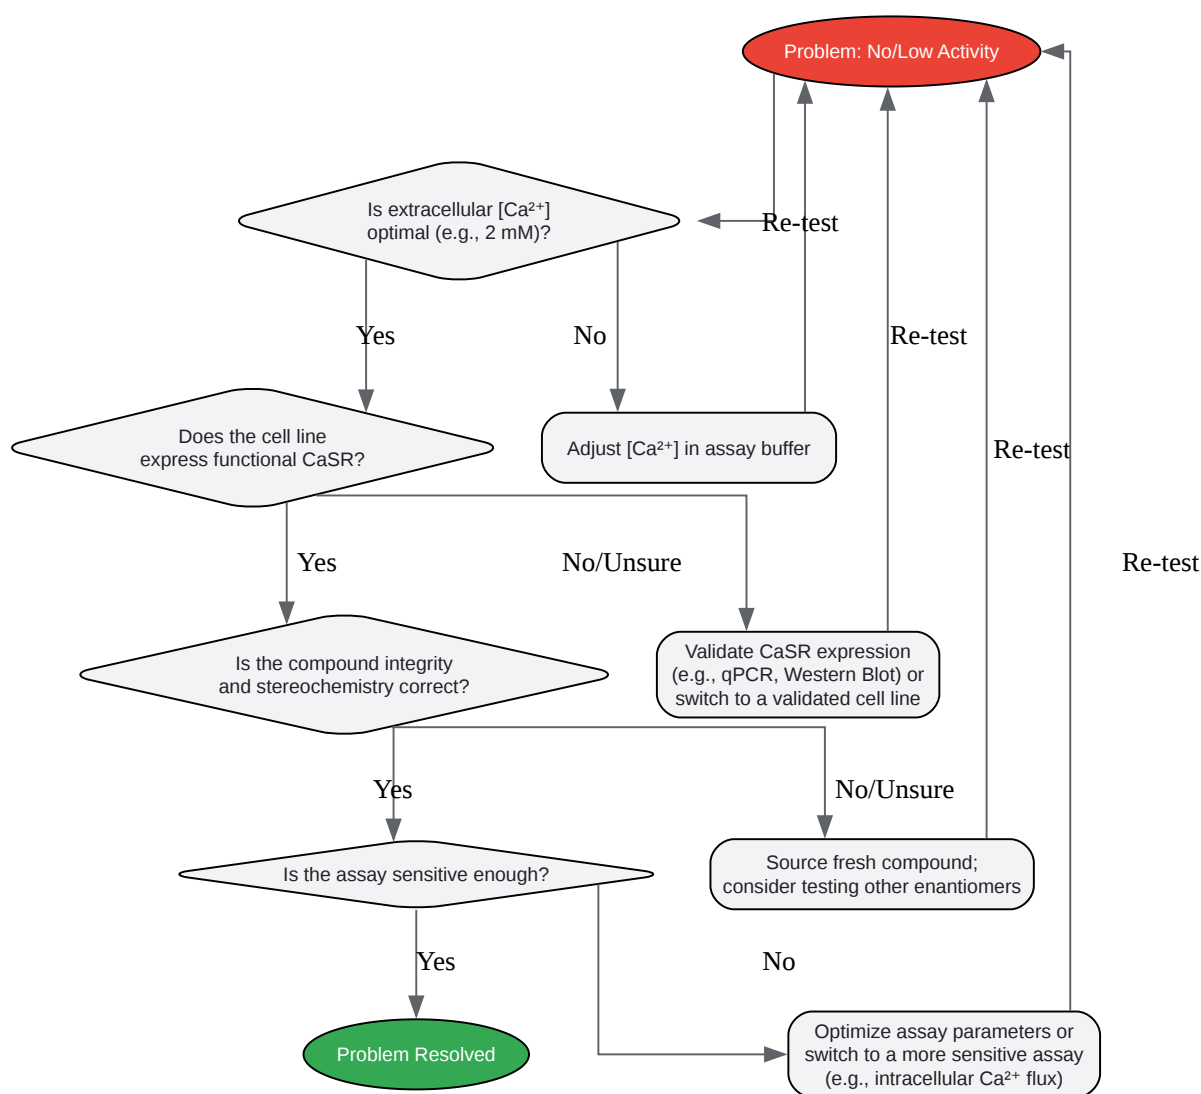 Problem: No/Low Activity
Is extracellular [Ca²⁺]
optimal (e.g., 2 mM)?
Re-test
Yes
No
Re-test
Does the cell line
express functional CaSR?
Adjust [Ca²⁺] in assay buffer
Re-test
Yes
No/Unsure
Re-test
Is the compound integrity
and stereochemistry correct?
Validate CaSR expression
(e.g., qPCR, Western Blot) or
switch to a validated cell line
Yes
No/Unsure
Is the assay sensitive enough?
Source fresh compound;
consider testing other enantiomers
Yes
No
Problem Resolved
Optimize assay parameters or
switch to a more sensitive assay
(e.g., intracellular Ca²⁺ flux)